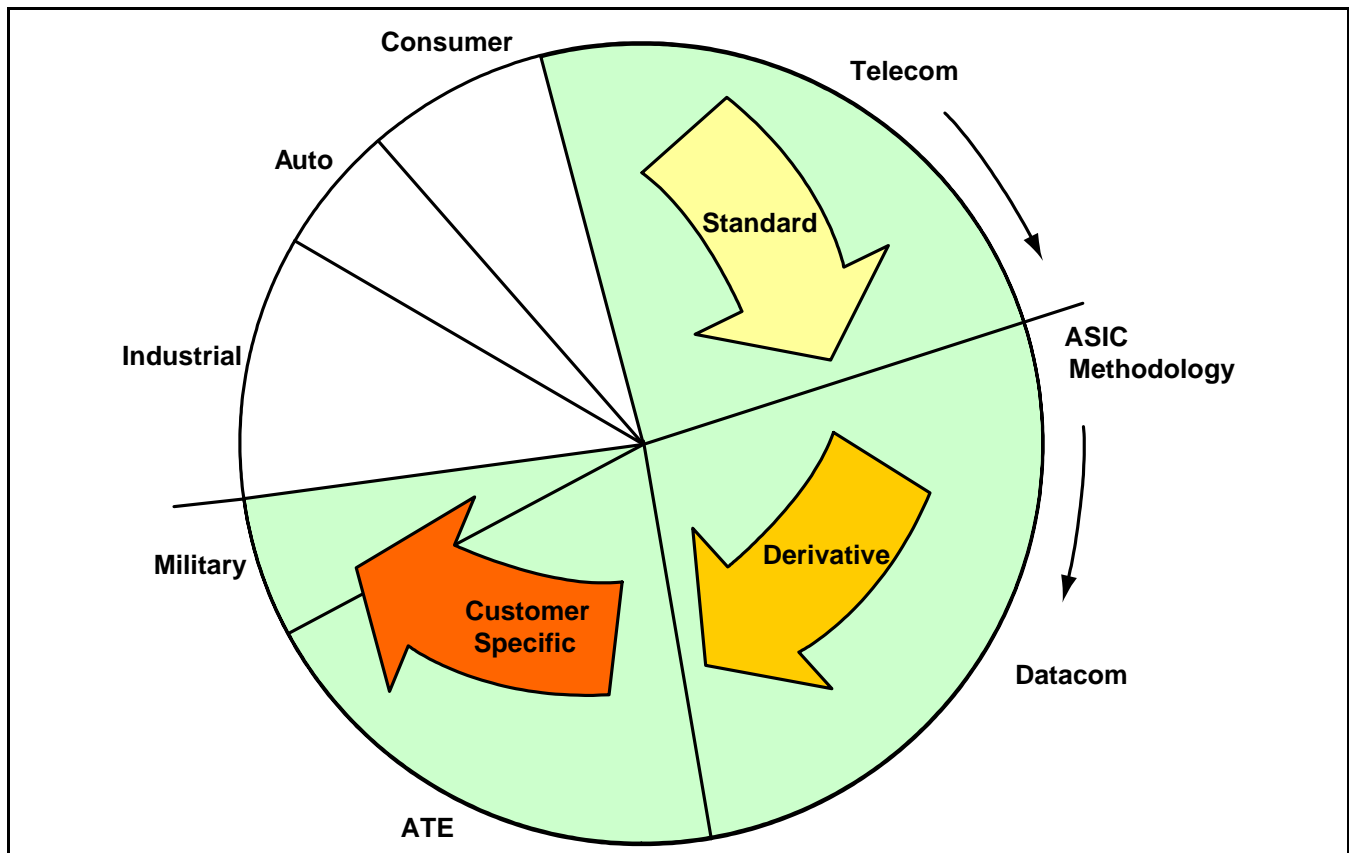 Consumer
Telecom
Auto
Standard
Industrial
ASIC
Methodology
Military
Derivative
Customer
Specific
Datacom
ATE